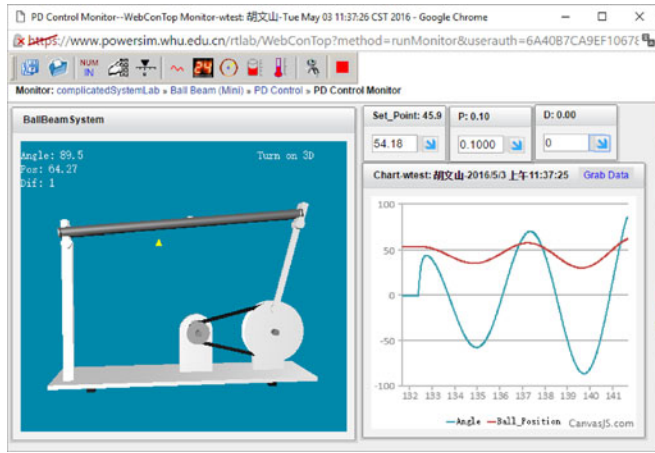 PD Control Monitor--WebConTop Monitor-wtest: 胡文山-Tue May 03 11:37:26 CST 2016 - Google Chrome
https://www.powersim.whu.edu.cn/rtlab/WebConTop?method=runMonitor&userauth=6A40B7CA9EF1067E
NUM
IN
24
Monitor: complicatedSystemLab » Ball Beam (Mini) » PD Control » PD Control Monitor
BallBeamSystem
Angle: 89.5
Pos: 64.27
Dif: 1
Turn on 3D
Set_Point: 45.9
P: 0.10
D: 0.00
54.18
0.1000
0
Chart-wtest: 胡文山-2016/5/3 上午11:37:25
Grab Data
100
50
0
-50
-100
132 133 134 135 136 137 138 139 140 141
Angle
Ball_Position
CanvasJS.com